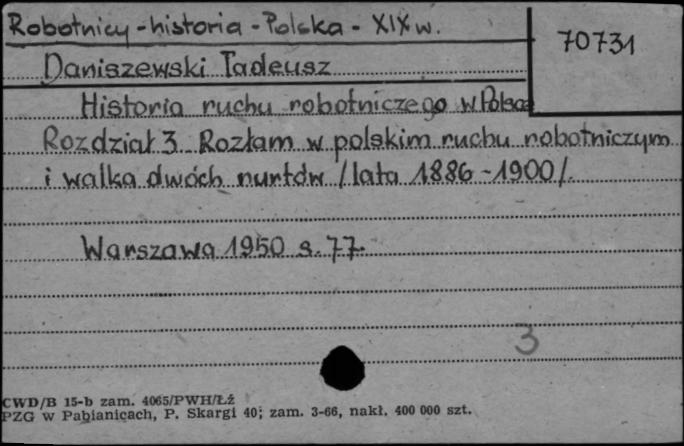 Robotnicy - historia - Polska - XIX w.
70731
Daniszewski Tadeusz
Historia ruchu robotniczego w Polsce
Rozdział 3 Rozłam w polskim ruchu robotniczym
i walka dwóch nurtów /lata 1886-1900/.
Warszawa 1950 s. 77.
3
CWD/B 15-b zam. 4065/PWH/Łź
PZG w Pabianicach, P. Skargi 40; zam. 3-66, nakł. 400 000 szt.